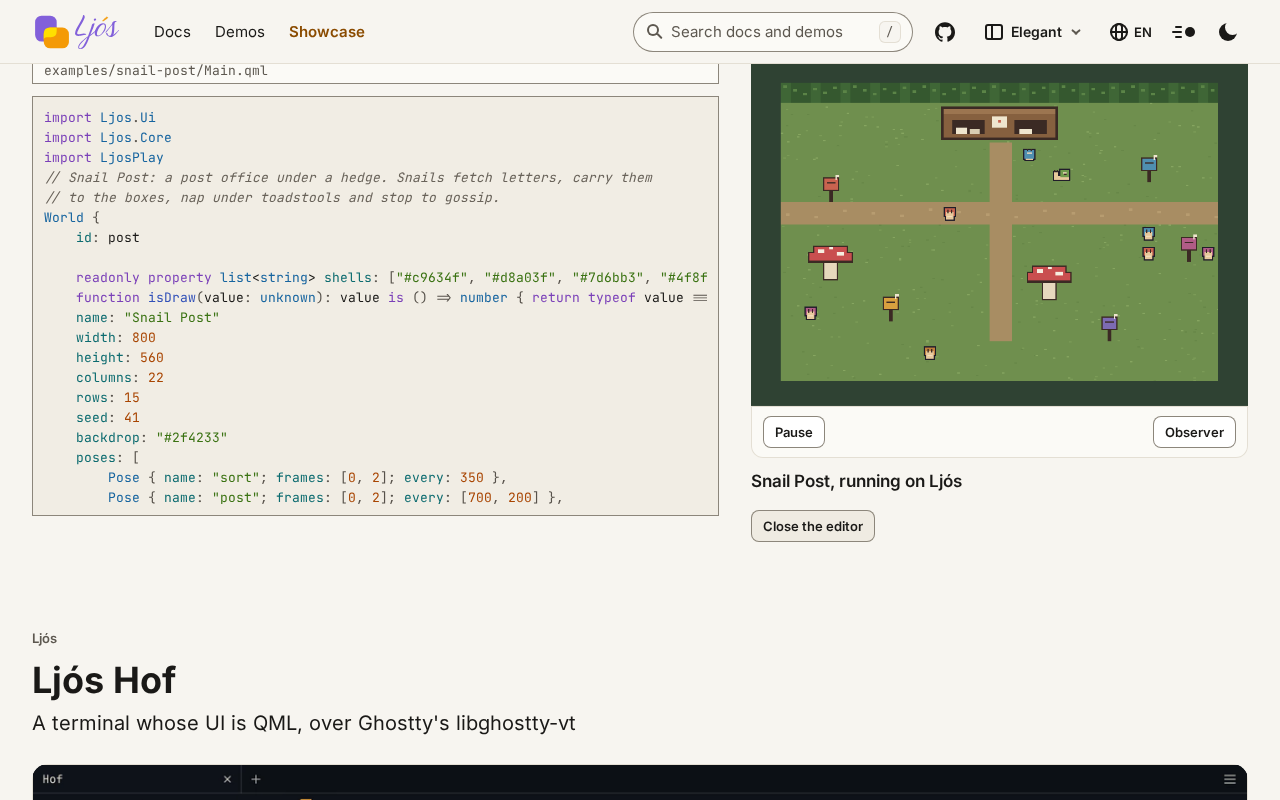 Ljós
Docs
Demos
Showcase
Search docs and demos
/
Elegant
EN
examples/snail-post/Main.qml
import Ljos.Ui
import Ljos.Core
import LjosPlay
// Snail Post: a post office under a hedge. Snails fetch letters, carry them
// to the boxes, nap under toadstools and stop to gossip.
World {
    id: post
    readonly property list<string> shells: ["#c9634f", "#d8a03f", "#7d6bb3", "#4f8f
    function isDraw(value: unknown): value is () => number { return typeof value ==
    name: "Snail Post"
    width: 800
    height: 560
    columns: 22
    rows: 15
    seed: 41
    backdrop: "#2f4233"
    poses: [
        Pose { name: "sort"; frames: [0, 2]; every: 350 },
        Pose { name: "post"; frames: [0, 2]; every: [700, 200] },
Pause
Observer
Snail Post, running on Ljós
Close the editor
Ljós
Ljós Hof
A terminal whose UI is QML, over Ghostty's libghostty-vt
Hof